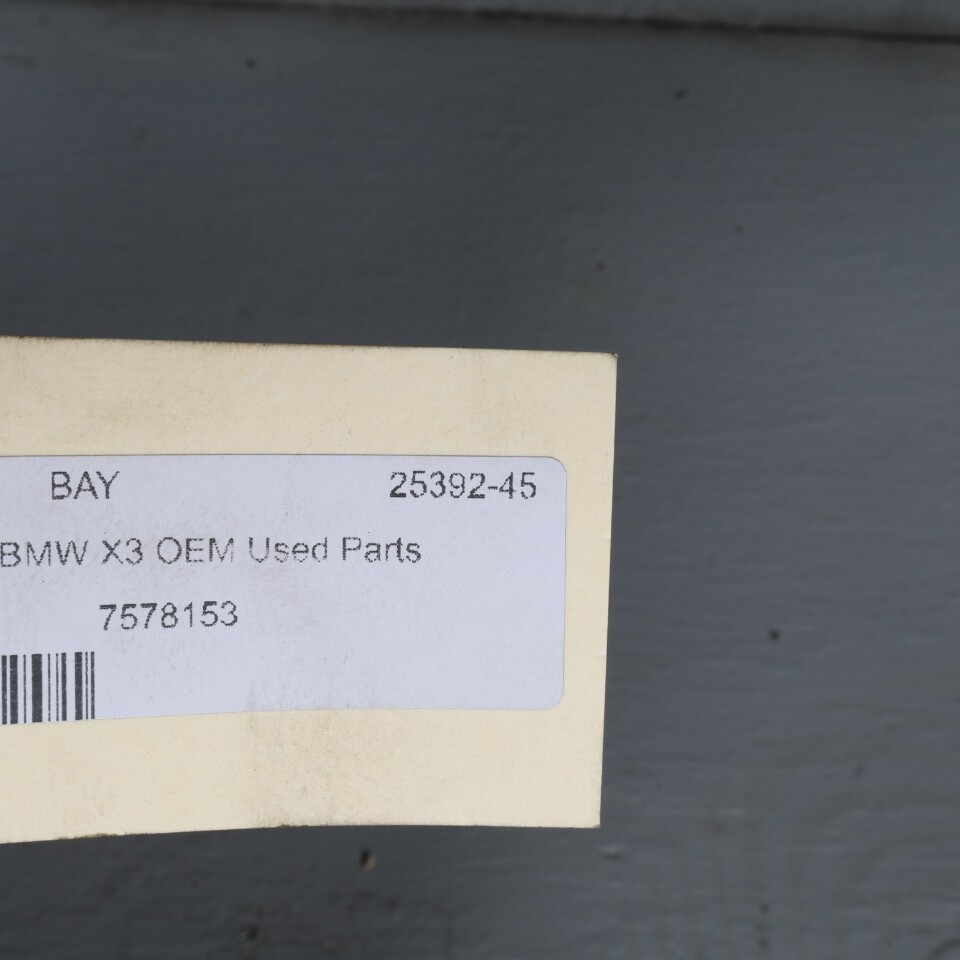 BAY 25392-45
BMW X3 OEM Used Parts
7578153